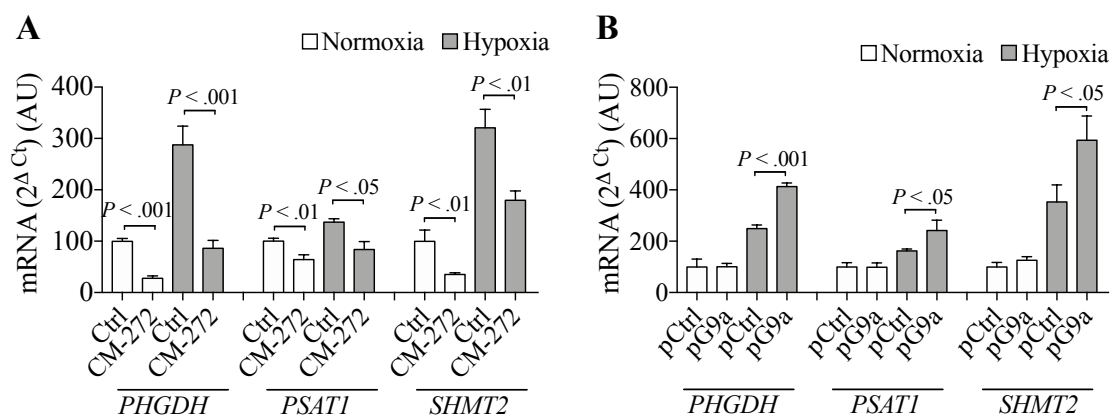 A
Normoxia Hypoxia
mRNA (2^Δ Ct) (AU)
400
300
200
100
0
P < .001
P < .001
P < .01
P < .05
P < .01
P < .01
Ctrl
CM-272
Ctrl
CM-272
Ctrl
CM-272
Ctrl
CM-272
Ctrl
CM-272
Ctrl
CM-272
PHGDH
PSAT1
SHMT2
B
Normoxia Hypoxia
mRNA (2^Δ Ct) (AU)
800
600
400
200
0
P < .001
P < .05
P < .05
pCtrl
pG9a
pCtrl
pG9a
pCtrl
pG9a
pCtrl
pG9a
pCtrl
pG9a
pCtrl
pG9a
PHGDH
PSAT1
SHMT2